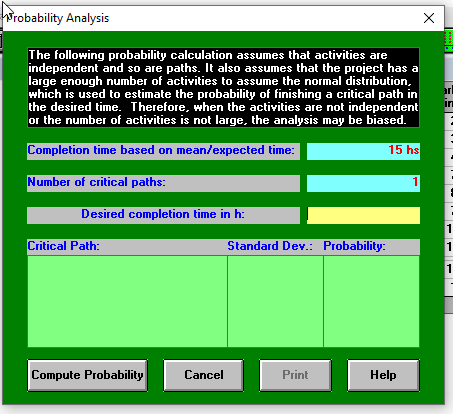 Probability Analysis
The following probability calculation assumes that activities are
independent and so are paths. It also assumes that the project has a
large enough number of activities to assume the normal distribution,
which is used to estimate the probability of finishing a critical path in
the desired time. Therefore, when the activities are not independent
or the number of activities is not large, the analysis may be biased.
Completion time based on mean/expected time: 15 hs
Number of critical paths: 1
Desired completion time in h:
Critical Path: Standard Dev.: Probability:
Compute Probability Cancel Print Help